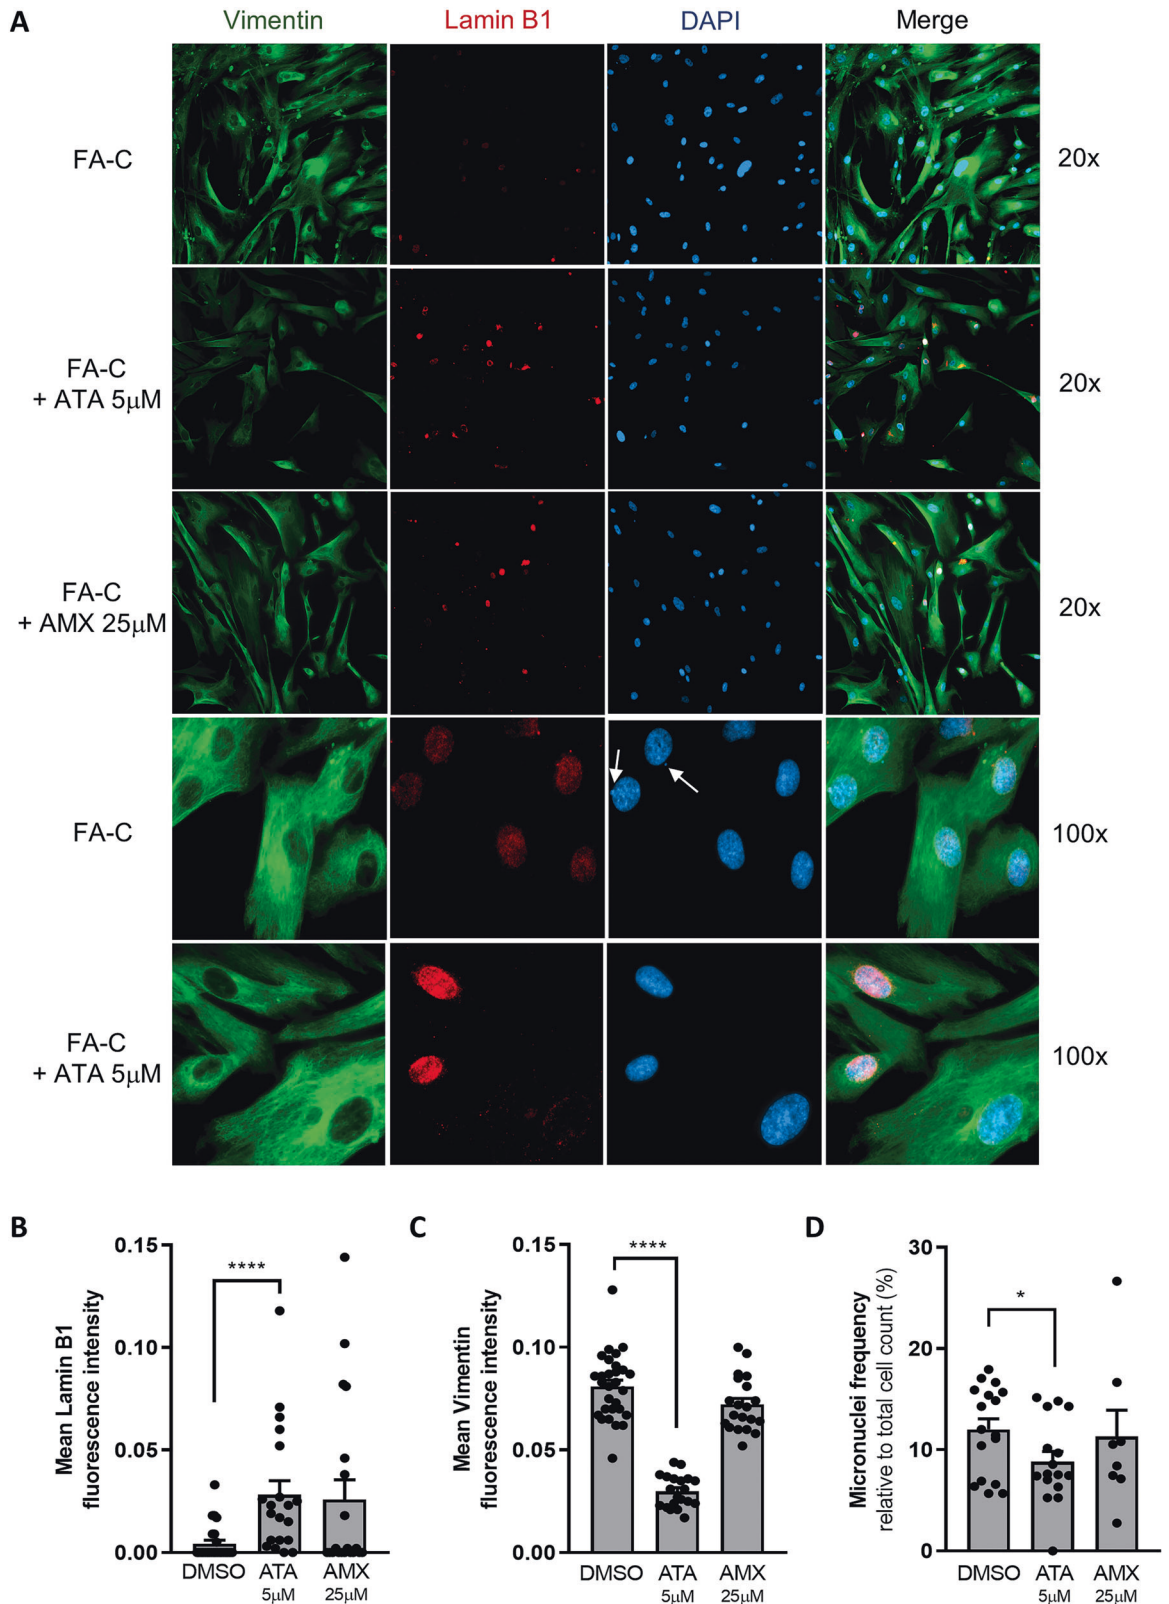 A
Vimentin
Lamin B1
DAPI
Merge
FA-C
20x
FA-C
+ ATA 5μM
20x
FA-C
+ AMX 25μM
20x
FA-C
100x
FA-C
+ ATA 5μM
100x
B
Mean Lamin B1
fluorescence intensity
0.15
0.10
0.05
0.00
****
DMSO
ATA
5μM
AMX
25μM
C
Mean Vimentin
fluorescence intensity
0.15
0.10
0.05
0.00
****
DMSO
ATA
5μM
AMX
25μM
D
Micronuclei frequency
relative to total cell count (%)
30
20
10
0
*
DMSO
ATA
5μM
AMX
25μM